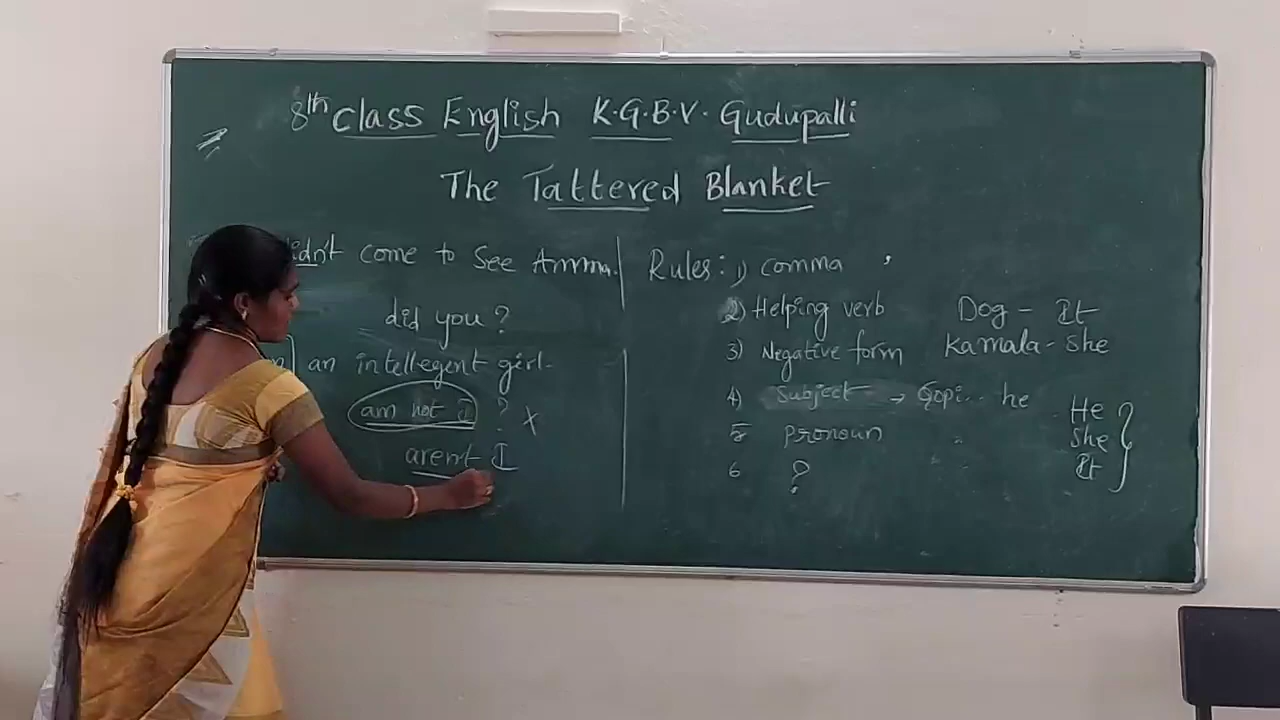 8th class English K.G.B.V. Gudupalli
The Tattered Blanket
idn't come to See Amma.
did you?
an intellegent girl.
am not I ? X
arent I
Rules: 1) comma ,
2) Helping verb Dog - It
3) Negative form Kamala - She
4) Subject → Gopi.. he
5 Pronoun "
6 ? "
He
She
It